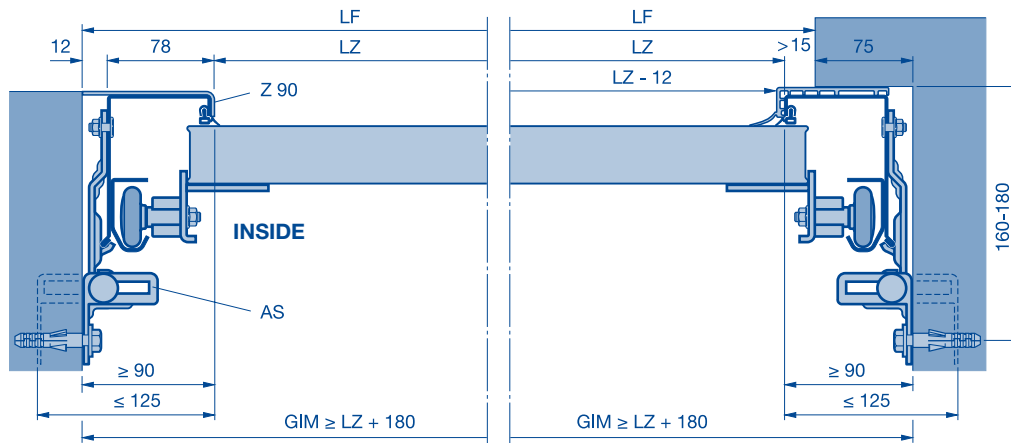 LF LF
12 78 LZ LZ >15 75
LZ - 12
Z 90
160-180
INSIDE
AS
≥ 90 ≥ 90
≤ 125 ≤ 125
GIM ≥ LZ + 180 GIM ≥ LZ + 180